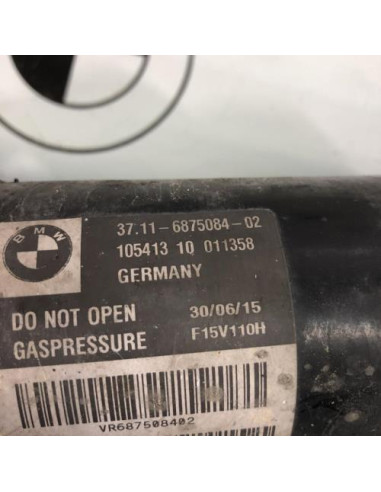 BMW
37.11-6875084-02
105413 10 011358
GERMANY
DO NOT OPEN 30/06/15
GASPRESSURE F15V110H
VR687508402